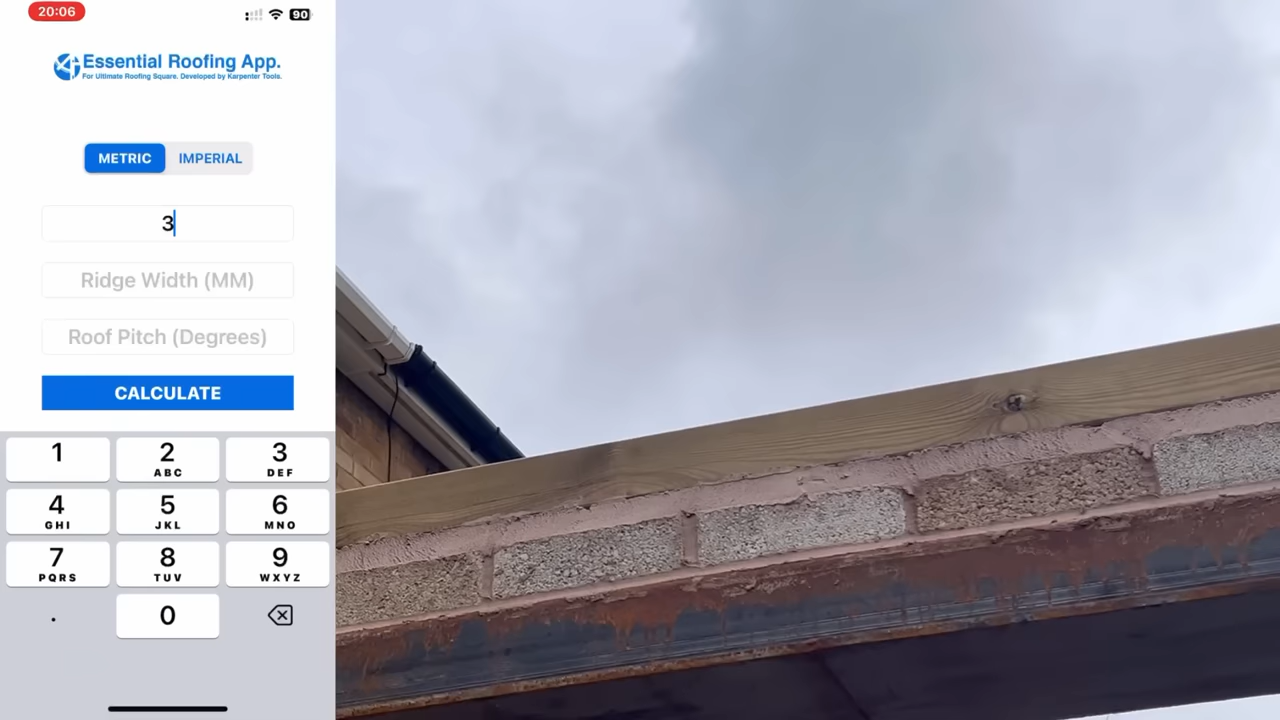 20:06
90
Essential Roofing App.
For Ultimate Roofing Square. Developed by Karpenter Tools.
METRIC IMPERIAL
3
Ridge Width (MM)
Roof Pitch (Degrees)
CALCULATE
1 2 3
ABC DEF
4 5 6
GHI JKL MNO
7 8 9
PQRS TUV WXYZ
. 0